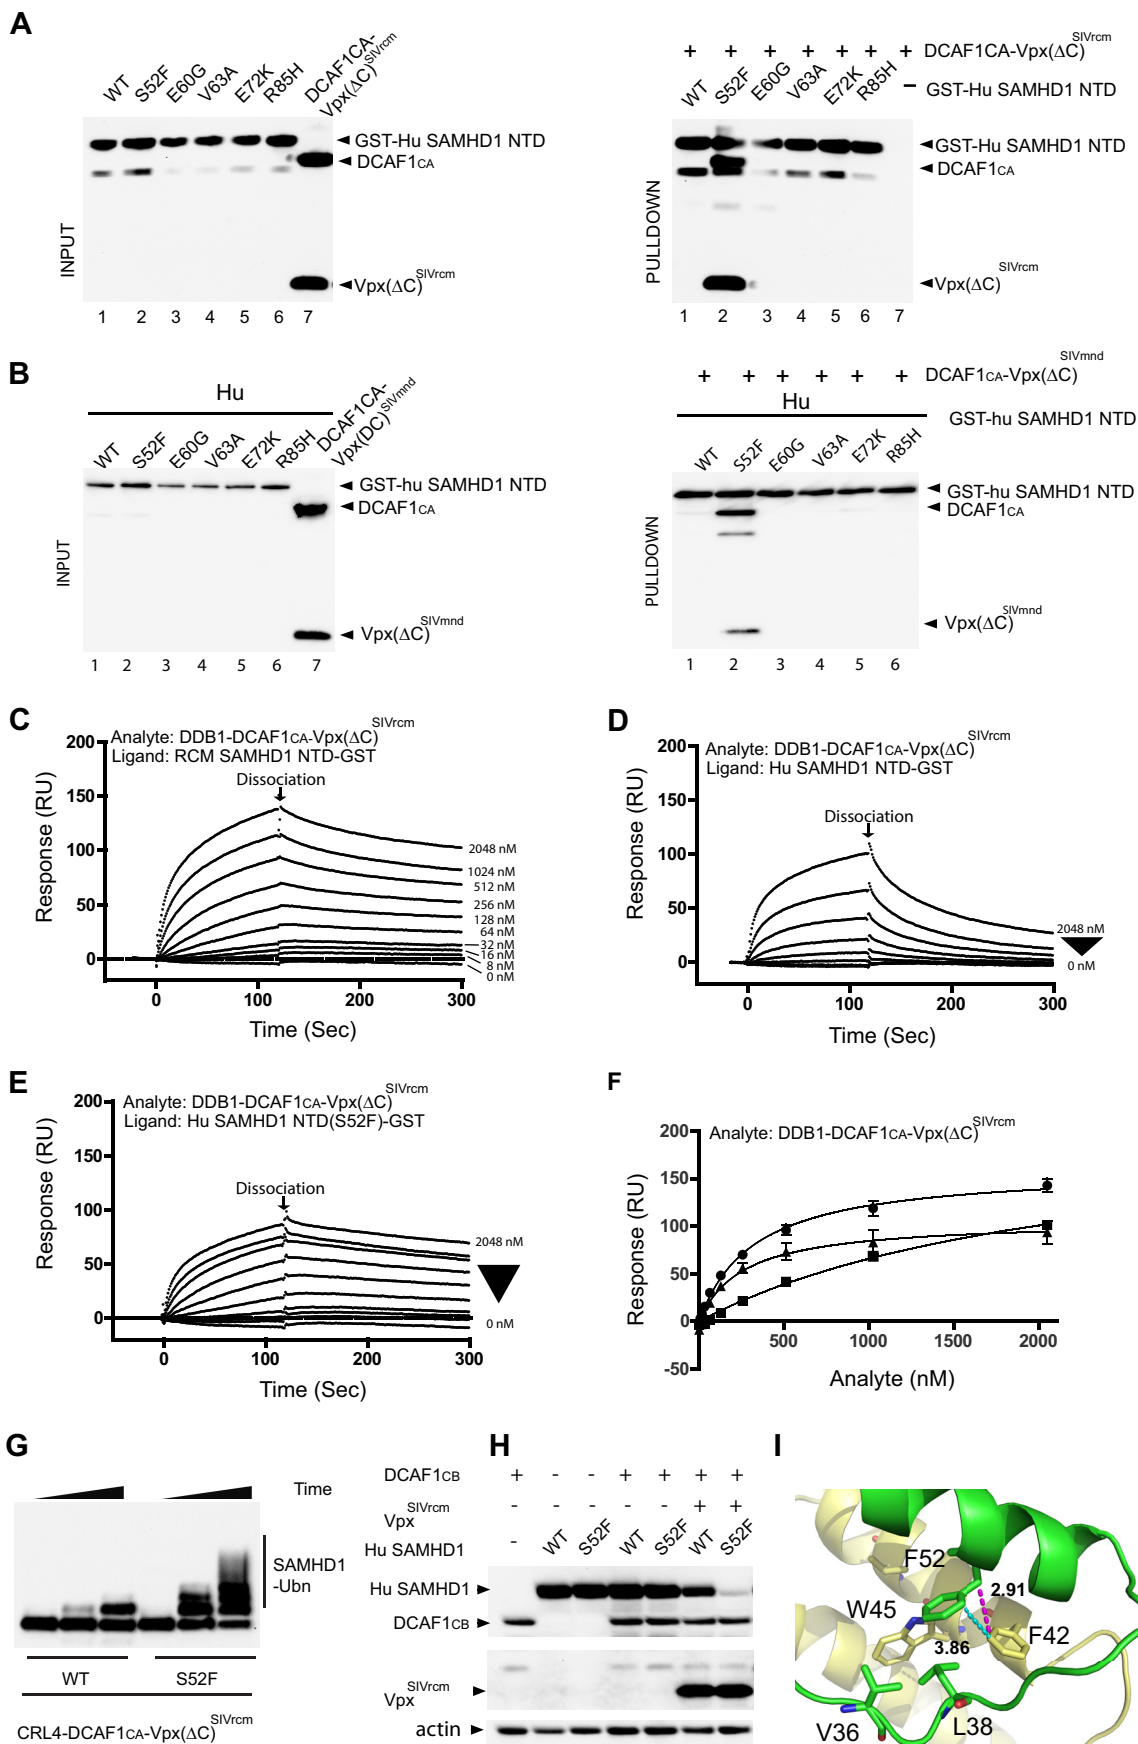 A
WT S52F E60G V63A E72K R85H DCAF1CA-Vpx(ΔC)SIVrcm
GST-Hu SAMHD1 NTD
DCAF1CA
Vpx(ΔC)SIVrcm
INPUT
1 2 3 4 5 6 7
+ + + + + + DCAF1CA-Vpx(ΔC)SIVrcm
WT S52F E60G V63A E72K R85H – GST-Hu SAMHD1 NTD
GST-Hu SAMHD1 NTD
DCAF1CA
Vpx(ΔC)SIVrcm
PULLDOWN
1 2 3 4 5 6 7
B
Hu
WT S52F E60G V63A E72K R85H DCAF1CA-Vpx(DC)SIVmnd
GST-hu SAMHD1 NTD
DCAF1CA
Vpx(ΔC)SIVmnd
INPUT
1 2 3 4 5 6 7
+ + + + + + DCAF1CA-Vpx(ΔC)SIVmnd
Hu
GST-hu SAMHD1 NTD
WT S52F E60G V63A E72K R85H
GST-hu SAMHD1 NTD
DCAF1CA
Vpx(ΔC)SIVmnd
PULLDOWN
1 2 3 4 5 6
C
Analyte: DDB1-DCAF1CA-Vpx(ΔC)SIVrcm
Ligand: RCM SAMHD1 NTD-GST
Dissociation
Response (RU)
200
150
100
50
0
2048 nM
1024 nM
512 nM
256 nM
128 nM
64 nM
32 nM
16 nM
8 nM
0 nM
0 100 200 300
Time (Sec)
D
Analyte: DDB1-DCAF1CA-Vpx(ΔC)SIVrcm
Ligand: Hu SAMHD1 NTD-GST
Dissociation
Response (RU)
200
150
100
50
0
2048 nM
0 nM
0 100 200 300
Time (Sec)
E
Analyte: DDB1-DCAF1CA-Vpx(ΔC)SIVrcm
Ligand: Hu SAMHD1 NTD(S52F)-GST
Dissociation
Response (RU)
200
150
100
50
0
2048 nM
0 nM
0 100 200 300
Time (Sec)
F
Analyte: DDB1-DCAF1CA-Vpx(ΔC)SIVrcm
Response (RU)
200
150
100
50
0
-50
500 1000 1500 2000
Analyte (nM)
G
Time
SAMHD1
-Ubn
WT S52F
CRL4-DCAF1CA-Vpx(ΔC)SIVrcm
H
DCAF1CB + - - + + + +
VpxSIVrcm - - - - - + +
Hu SAMHD1 - WT S52F WT S52F WT S52F
Hu SAMHD1
DCAF1CB
VpxSIVrcm
actin
I
F52
2.91
W45
F42
3.86
V36
L38